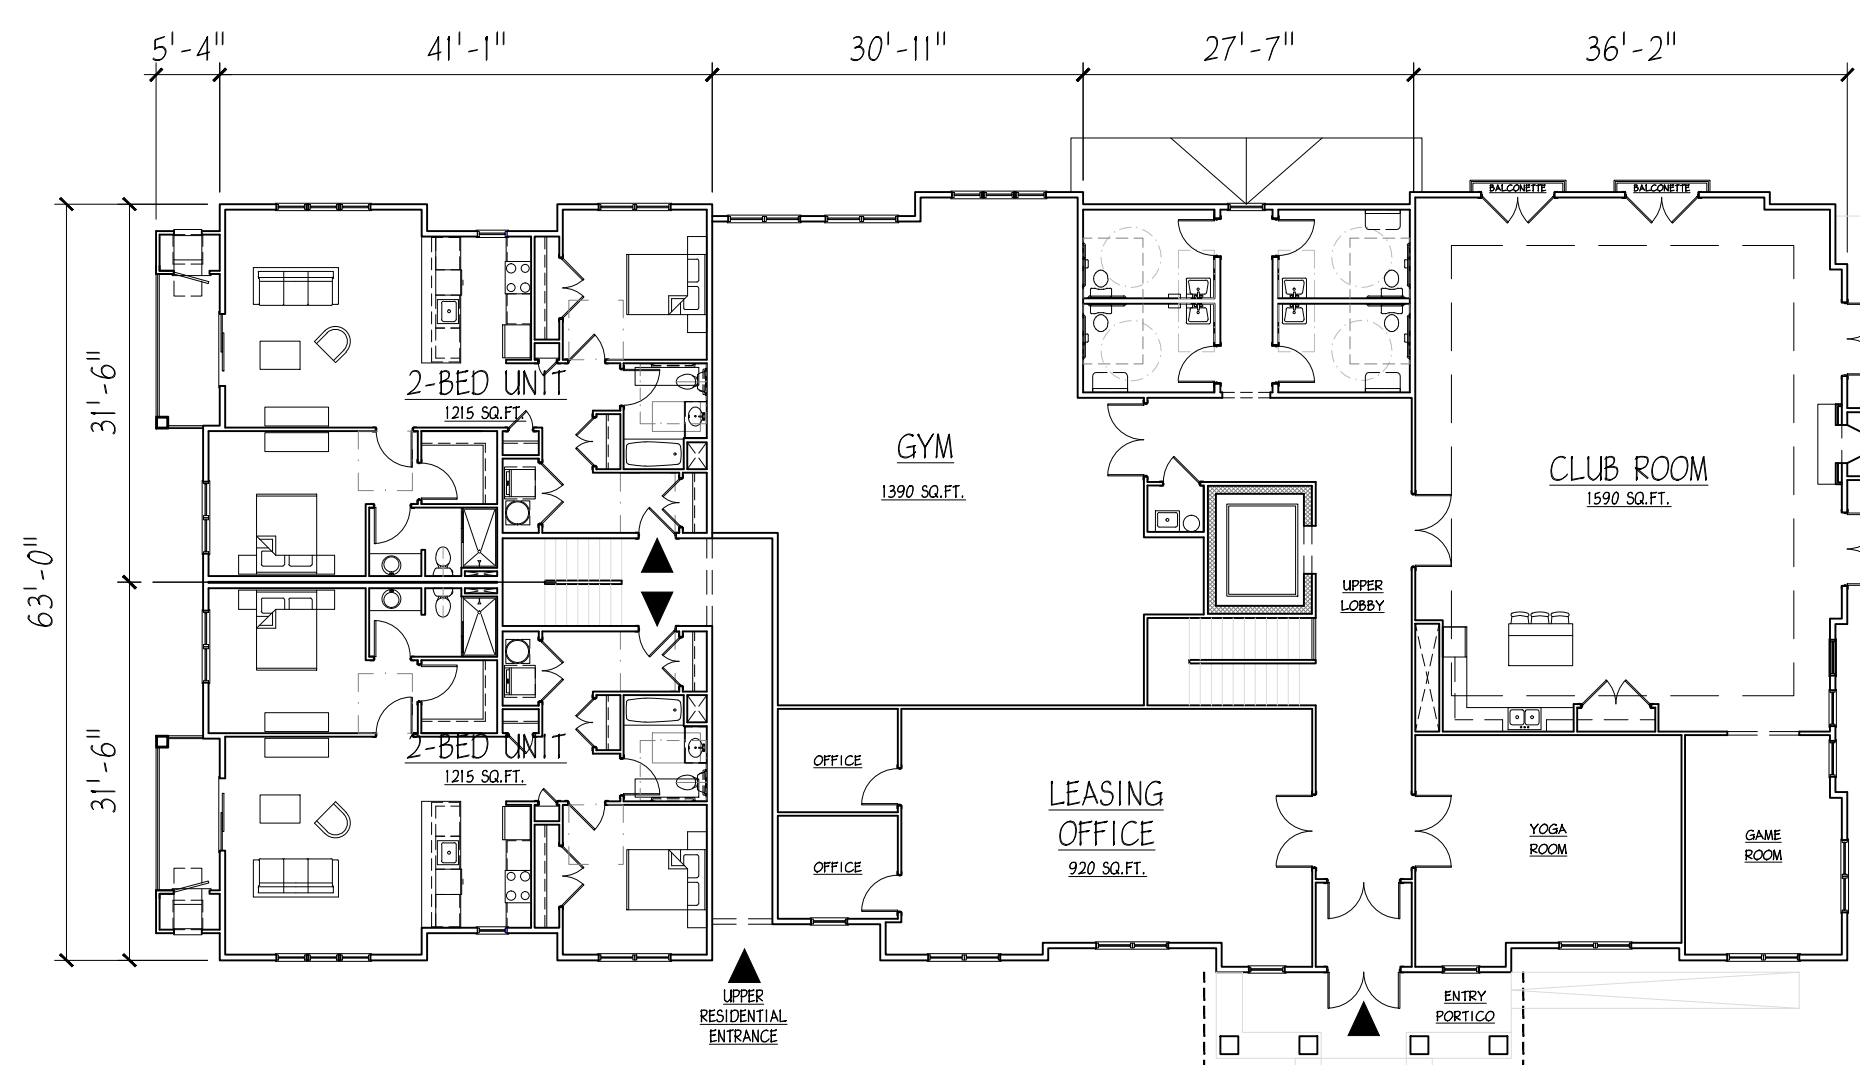 5'-4"
41'-1"
30'-11"
27'-7"
36'-2"
BALCONETTE
BALCONETTE
63'-0"
31'-6"
31'-6"
2-BED UNIT
1215 SQ.FT.
GYM
1390 SQ.FT.
CLUB ROOM
1590 SQ.FT.
UPPER
LOBBY
2-BED UNIT
1215 SQ.FT.
OFFICE
OFFICE
LEASING
OFFICE
920 SQ.FT.
YOGA
ROOM
GAME
ROOM
UPPER
RESIDENTIAL
ENTRANCE
ENTRY
PORTICO